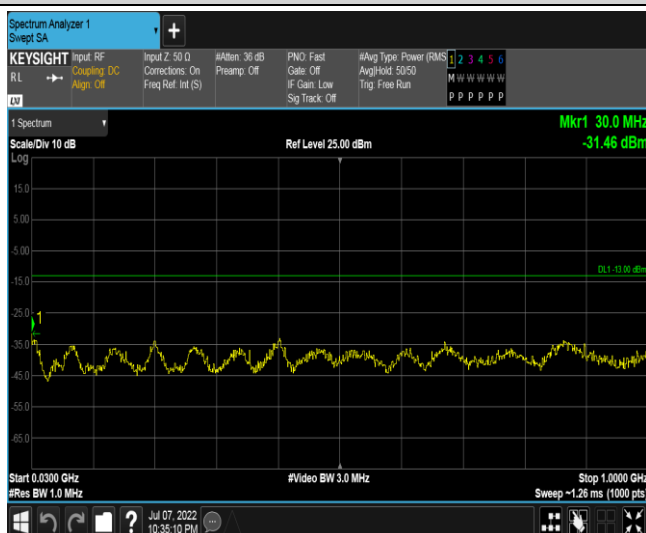 Spectrum Analyzer 1
Swept SA
KEYSIGHT Input: RF Input Z: 50 Ω #Atten: 36 dB PNO: Fast #Avg Type: Power (RMS 1 2 3 4 5 6
RL Coupling: DC Corrections: On Preamp: Off Gate: Off Avg|Hold: 50/50 M W W W W W
Align: Off Freq Ref: Int (S) IF Gain: Low Trig: Free Run
Sig Track: Off P P P P P P
LXI
1 Spectrum Mkr1 30.0 MHz
Scale/Div 10 dB Ref Level 25.00 dBm -31.46 dBm
Log
15.0
5.00
-5.00
DL1 -13.00 dBm
-15.0
-25.0
1
-35.0
-45.0
-55.0
-65.0
Start 0.0300 GHz #Video BW 3.0 MHz Stop 1.0000 GHz
#Res BW 1.0 MHz Sweep ~1.26 ms (1000 pts)
? Jul 07, 2022
10:35:10 PM